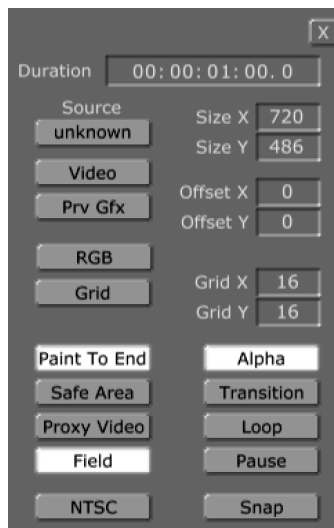 X
Duration 00:00:01:00.0
Source
unknown
Size X 720
Size Y 486
Video
Prv Gfx
Offset X 0
Offset Y 0
RGB
Grid
Grid X 16
Grid Y 16
Paint To End Alpha
Safe Area Transition
Proxy Video Loop
Field Pause
NTSC Snap